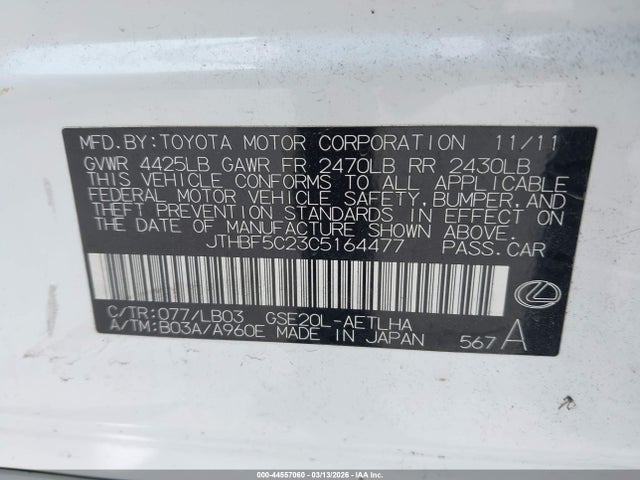 MFD.BY:TOYOTA MOTOR CORPORATION 11/11
GVWR 4425LB GAWR FR 2470LB RR 2430LB
THIS VEHICLE CONFORMS TO ALL APPLICABLE
FEDERAL MOTOR VEHICLE SAFETY,BUMPER,AND
THEFT PREVENTION STANDARDS IN EFFECT ON
THE DATE OF MANUFACTURE SHOWN ABOVE.
JTHBF5C23C5164477 PASS.CAR
C/TR:077/LB03 GSE20L-AETLHA
A/TM:B03A/A960E MADE IN JAPAN 567 A
000-44557060 | 03/13/2026 | IAA Inc.